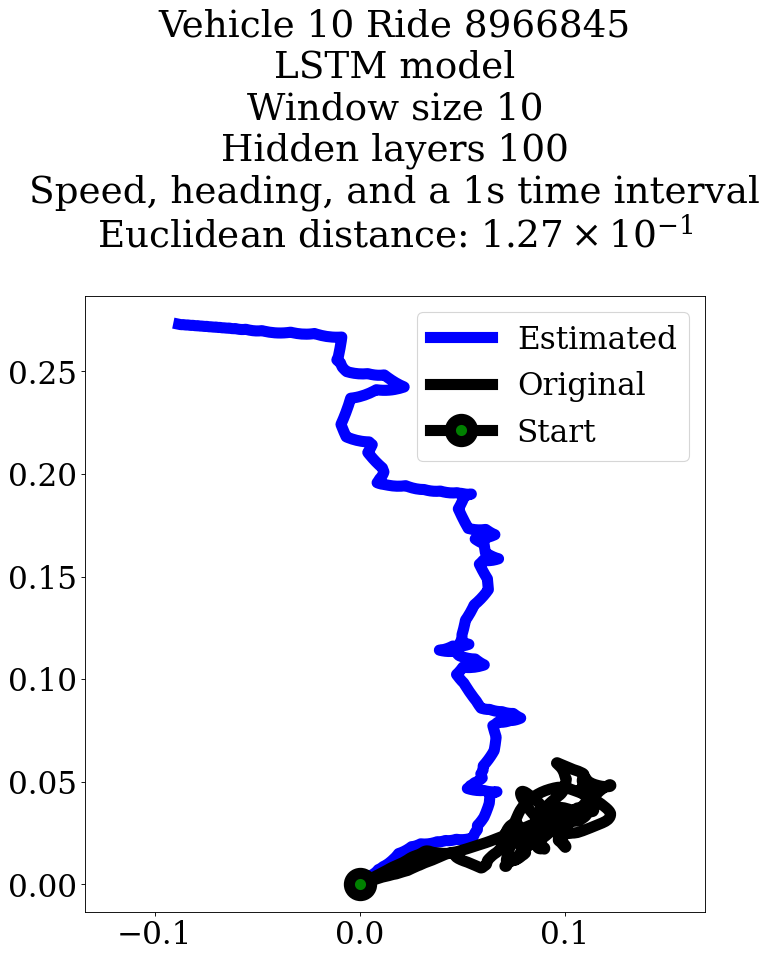 Vehicle 10 Ride 8966845
LSTM model
Window size 10
Hidden layers 100
Speed, heading, and a 1s time interval
Euclidean distance: 1.27 × 10⁻¹
Estimated
Original
Start
0.25
0.20
0.15
0.10
0.05
0.00
−0.1
0.0
0.1